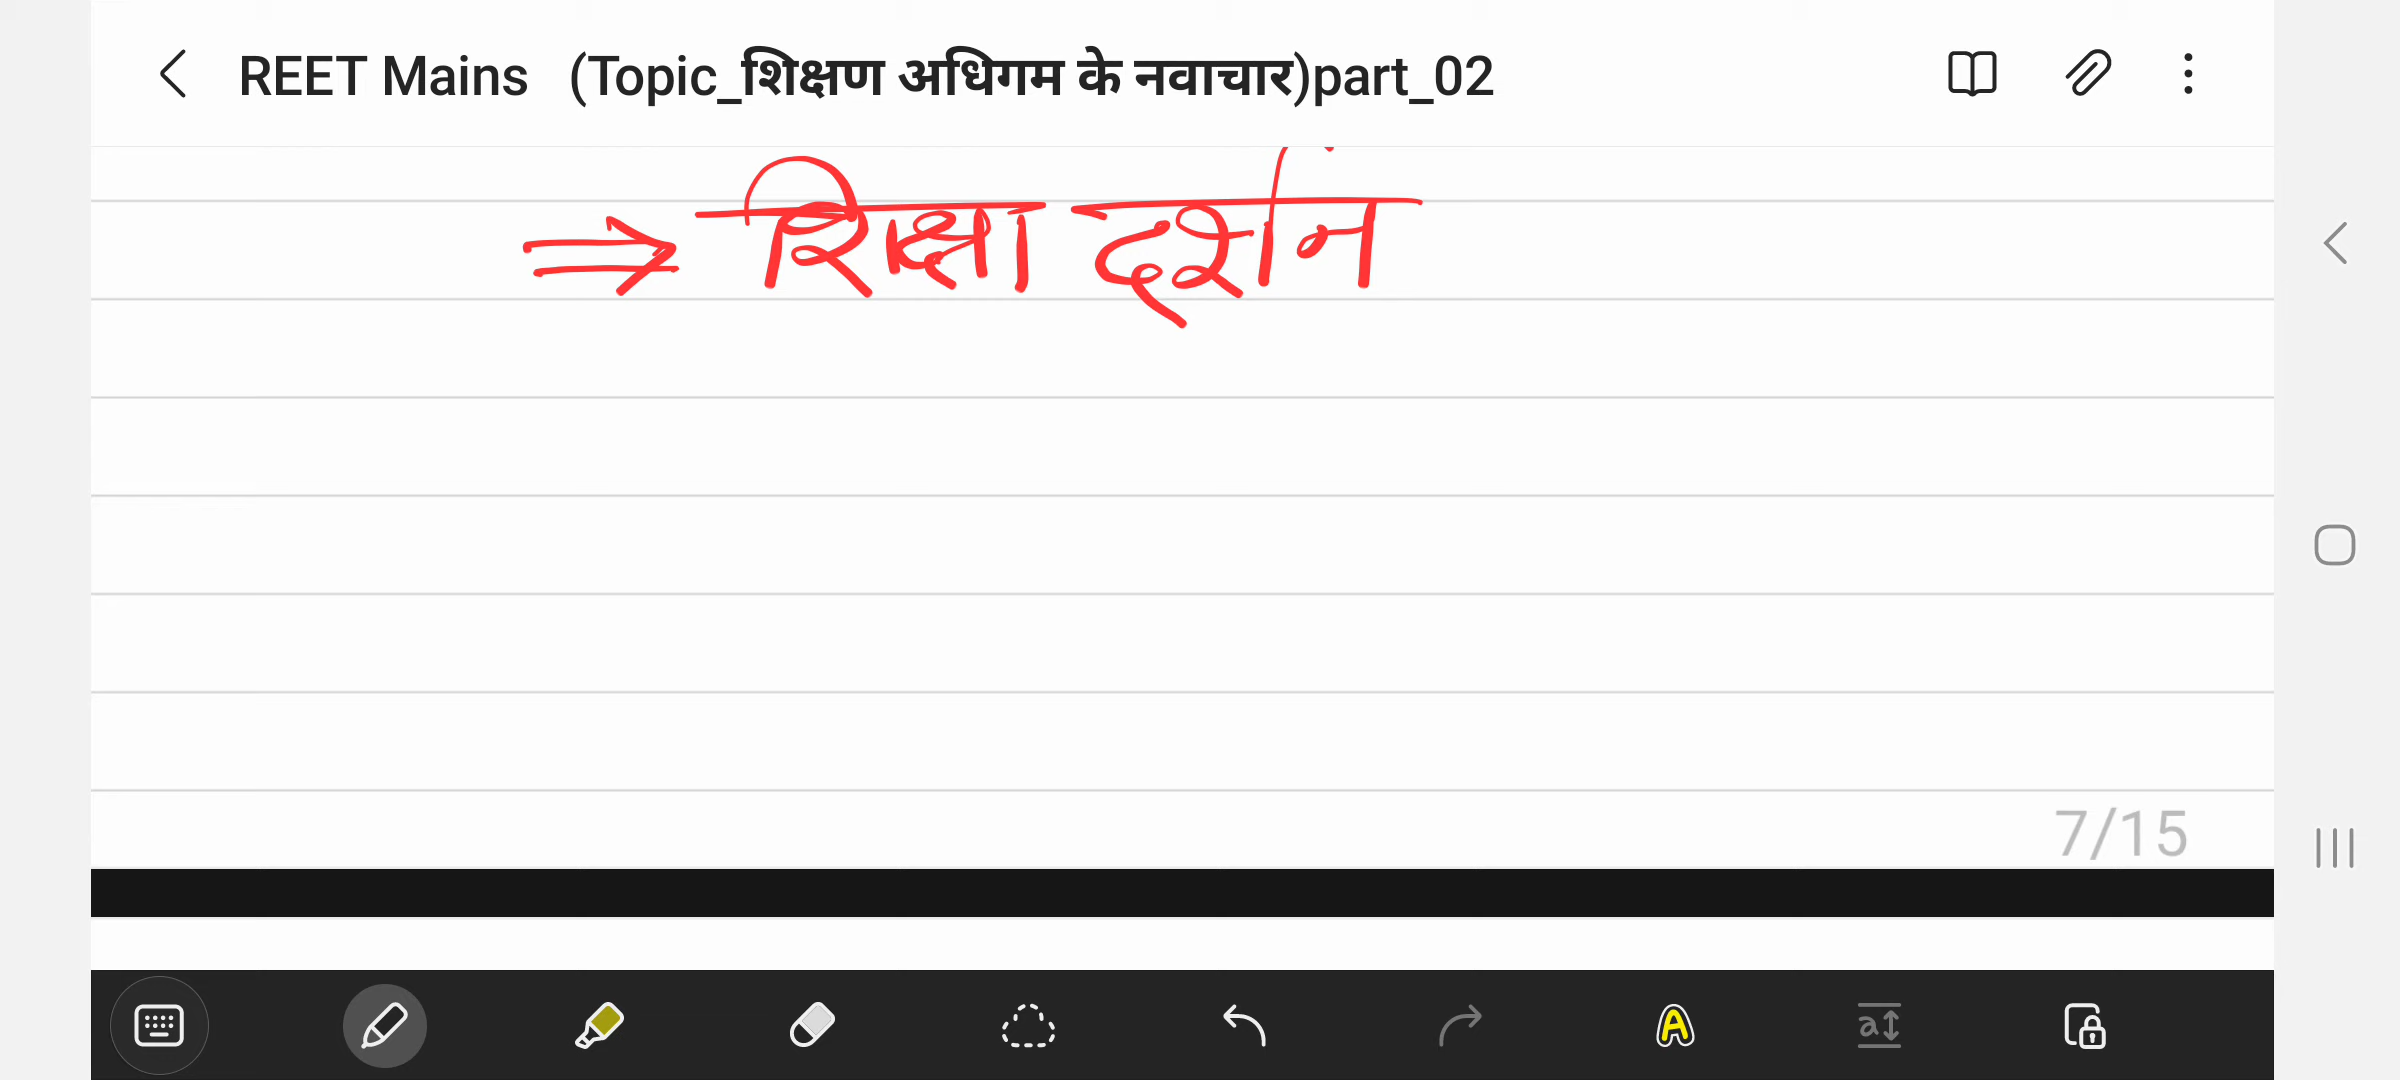 REET Mains (Topic_शिक्षण अधिगम के नवाचार)part_02
⇒ शिक्षा दर्शन
7/15